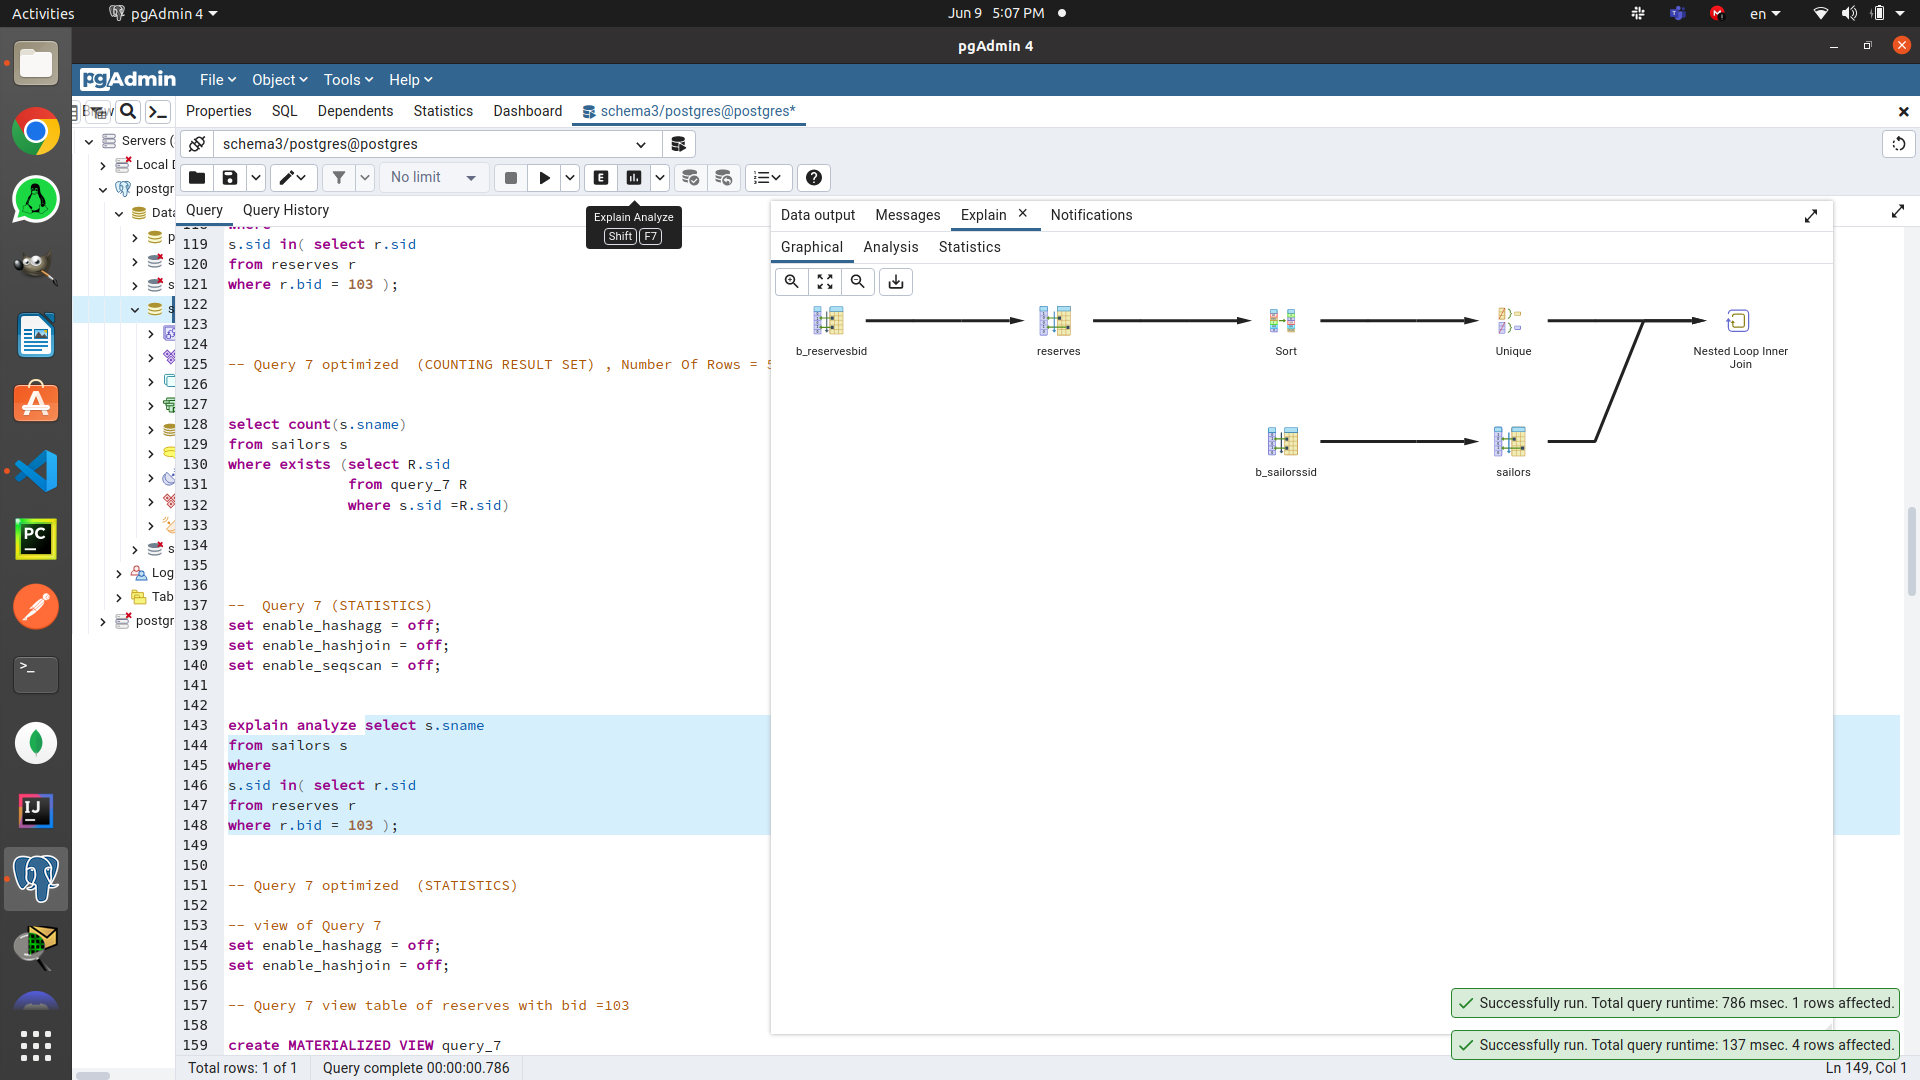 Activities
pgAdmin 4
Jun 9 5:07 PM
en
pgAdmin 4
pgAdmin
File
Object
Tools
Help
Properties
SQL
Dependents
Statistics
Dashboard
schema3/postgres@postgres*
Servers (
Local D
postgr
Data
p
s
s
s
s
Log
Tab
postgr
schema3/postgres@postgres
No limit
E
Query
Query History
Explain Analyze
Shift F7
119 s.sid in( select r.sid
120 from reserves r
121 where r.bid = 103 );
122
123
124
125 -- Query 7 optimized  (COUNTING RESULT SET) , Number Of Rows = 5
126
127
128 select count(s.sname)
129 from sailors s
130 where exists (select R.sid
131 from query_7 R
132 where s.sid =R.sid)
133
134
135
136
137 --  Query 7 (STATISTICS)
138 set enable_hashagg = off;
139 set enable_hashjoin = off;
140 set enable_seqscan = off;
141
142
143 explain analyze select s.sname
144 from sailors s
145 where
146 s.sid in( select r.sid
147 from reserves r
148 where r.bid = 103 );
149
150
151 -- Query 7 optimized  (STATISTICS)
152
153 -- view of Query 7
154 set enable_hashagg = off;
155 set enable_hashjoin = off;
156
157 -- Query 7 view table of reserves with bid =103
158
159 create MATERIALIZED VIEW query_7
Data output
Messages
Explain
Notifications
Graphical
Analysis
Statistics
b_reservesbid
reserves
Sort
Unique
Nested Loop Inner
Join
b_sailorssid
sailors
Successfully run. Total query runtime: 786 msec. 1 rows affected.
Successfully run. Total query runtime: 137 msec. 4 rows affected.
Total rows: 1 of 1
Query complete 00:00:00.786
Ln 149, Col 1
PC
IJ
>_